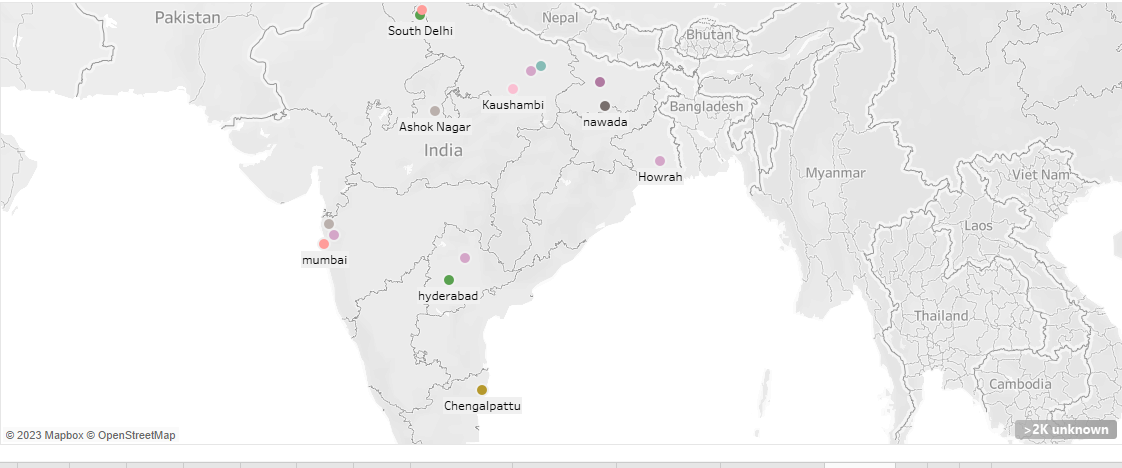 Pakistan
Nepal
South Delhi
Bhutan
Kaushambi
Bangladesh
nawada
Ashok Nagar
India
Howrah
Myanmar
Viet Nam
Laos
mumbai
hyderabad
Thailand
Cambodia
Chengalpattu
>2K unknown
© 2023 Mapbox © OpenStreetMap